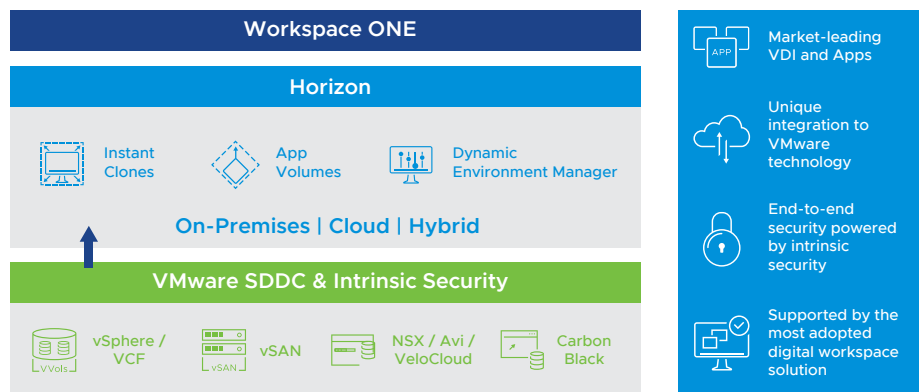 Workspace ONE
Horizon
Instant
Clones
App
Volumes
Dynamic
Environment Manager
On-Premises | Cloud | Hybrid
VMware SDDC & Intrinsic Security
VVols
vSphere /
VCF
vSAN
vSAN
NSX / Avi /
VeloCloud
Carbon
Black
APP
Market-leading
VDI and Apps
Unique
integration to
VMware
technology
End-to-end
security powered
by intrinsic
security
Supported by the
most adopted
digital workspace
solution